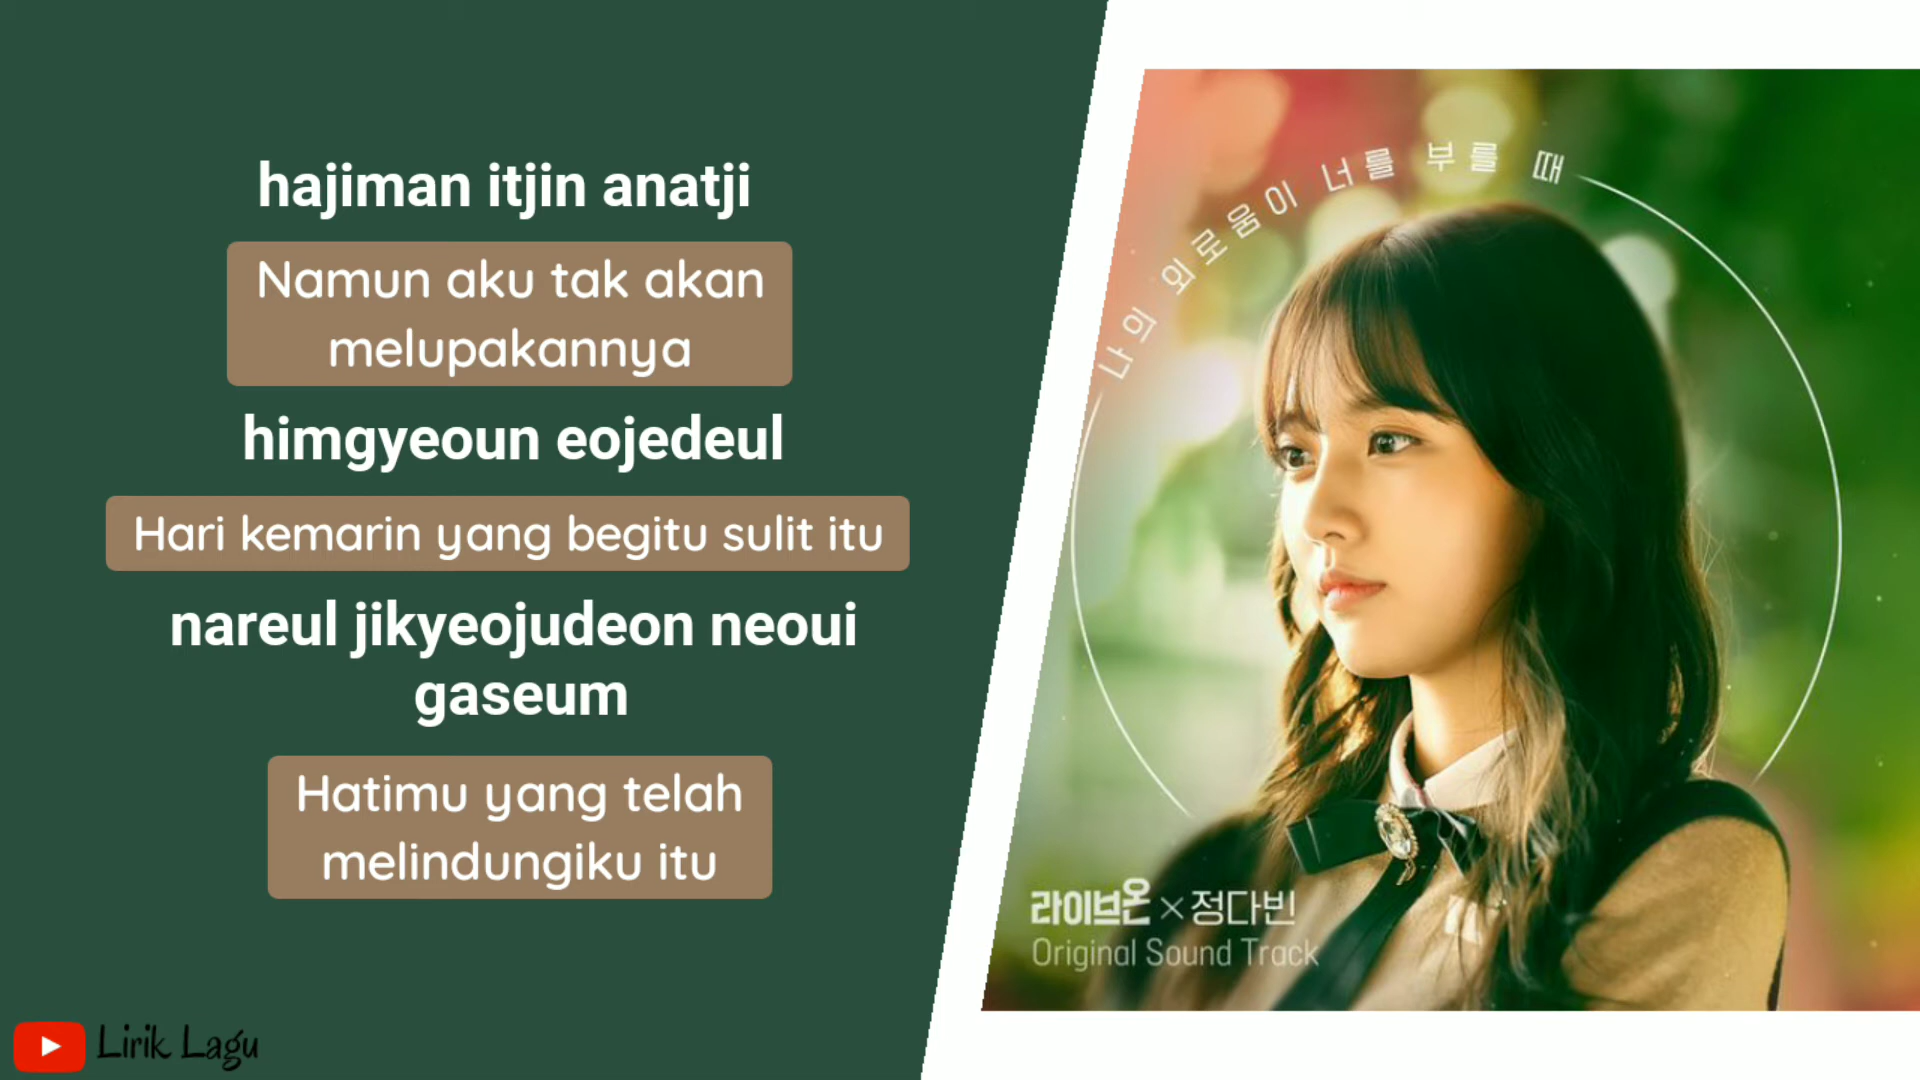 hajiman itjin anatji
Namun aku tak akan
melupakannya
himgyeoun eojedeul
Hari kemarin yang begitu sulit itu
nareul jikyeojudeon neoui
gaseum
Hatimu yang telah
melindungiku itu
Lirik Lagu
나의 외로움이 너를 부를 때
라이브온×정다빈
Original Sound Track